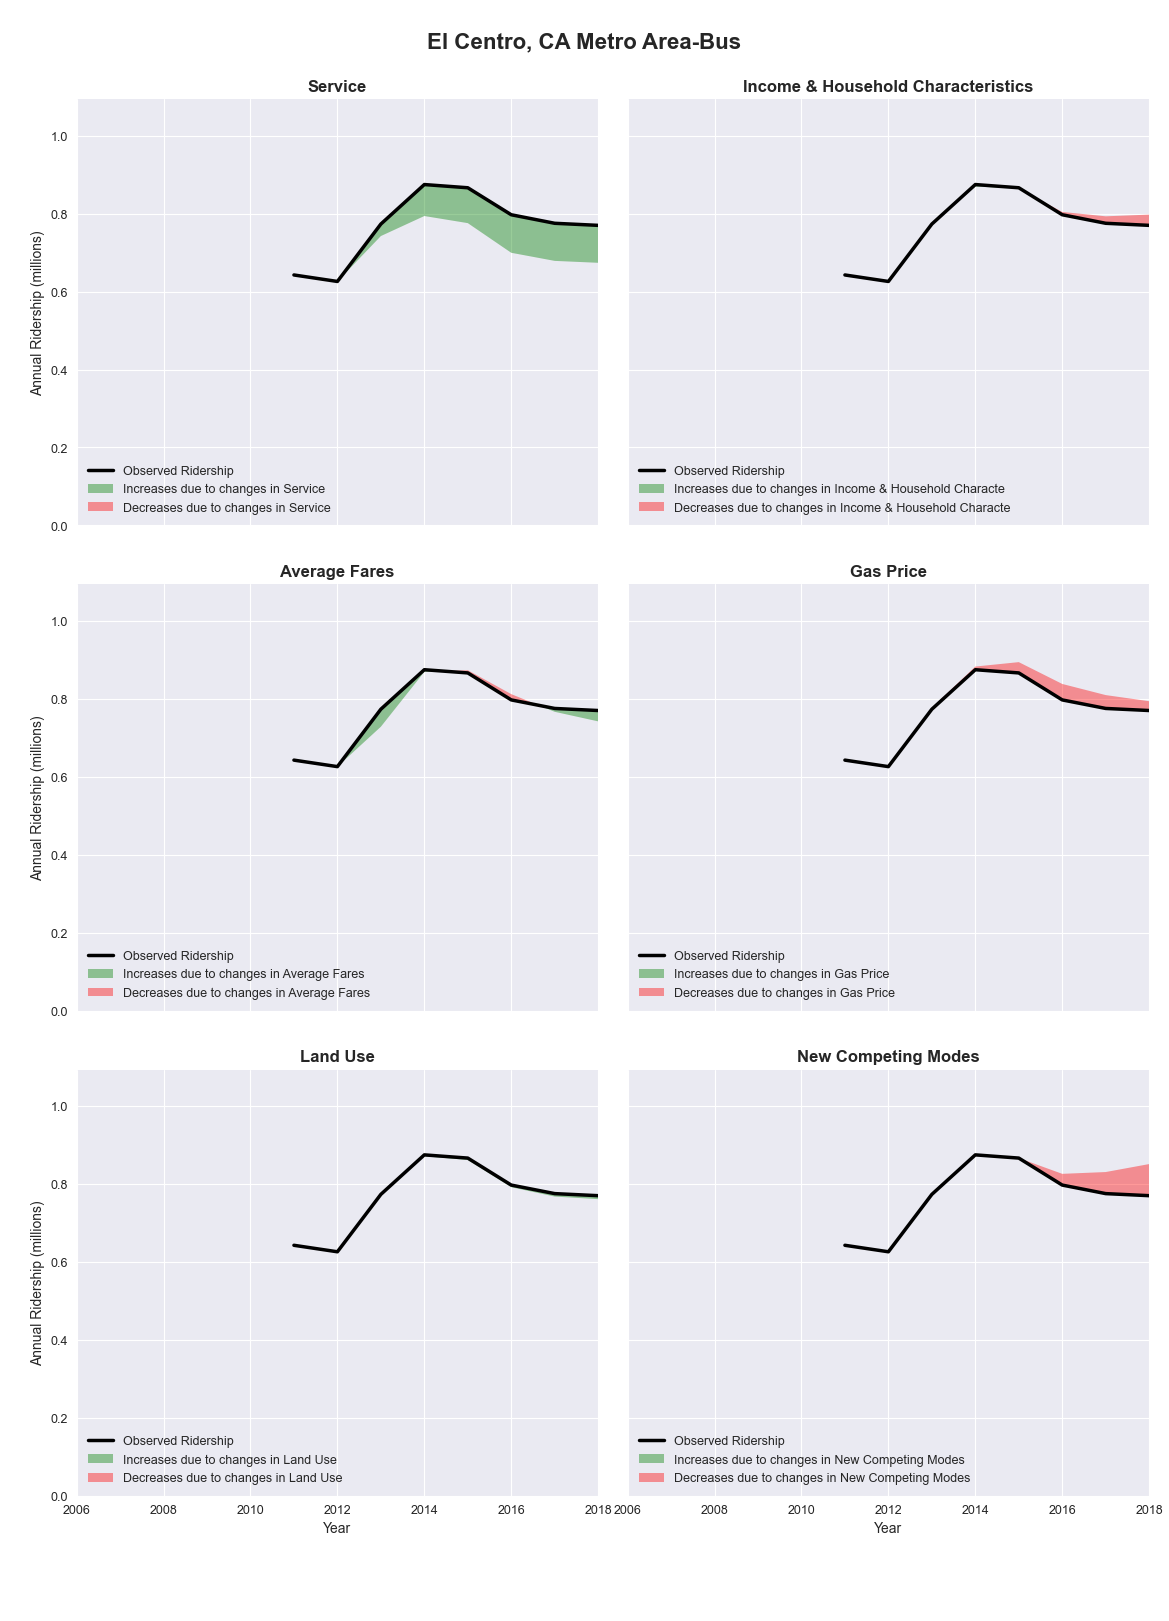 El Centro, CA Metro Area-Bus
Service
1.0
0.8
0.6
0.4
0.2
0.0
Annual Ridership (millions)
Observed Ridership
Increases due to changes in Service
Decreases due to changes in Service
Income & Household Characteristics
Observed Ridership
Increases due to changes in Income & Household Characte
Decreases due to changes in Income & Household Characte
Average Fares
1.0
0.8
0.6
0.4
0.2
0.0
Annual Ridership (millions)
Observed Ridership
Increases due to changes in Average Fares
Decreases due to changes in Average Fares
Gas Price
Observed Ridership
Increases due to changes in Gas Price
Decreases due to changes in Gas Price
Land Use
1.0
0.8
0.6
0.4
0.2
0.0
Annual Ridership (millions)
Observed Ridership
Increases due to changes in Land Use
Decreases due to changes in Land Use
2006 2008 2010 2012 2014 2016 2018
Year
New Competing Modes
Observed Ridership
Increases due to changes in New Competing Modes
Decreases due to changes in New Competing Modes
2006 2008 2010 2012 2014 2016 2018
Year